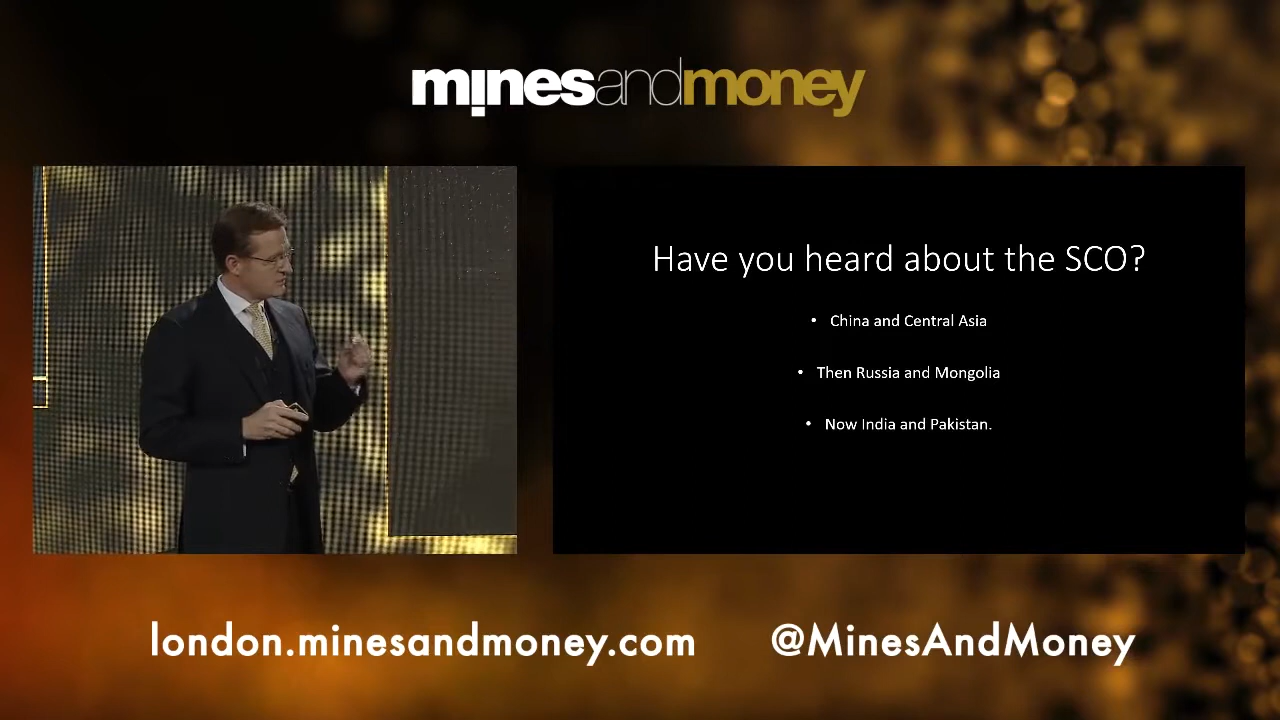 minesandmoney
Have you heard about the SCO?
• China and Central Asia
• Then Russia and Mongolia
• Now India and Pakistan.
london.minesandmoney.com
@MinesAndMoney